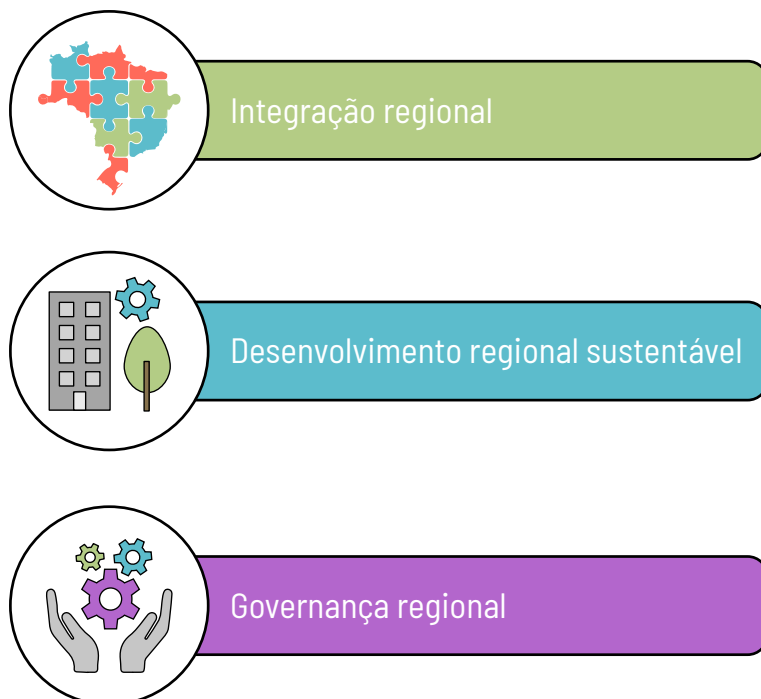 Integração regional
Desenvolvimento regional sustentável
Governança regional